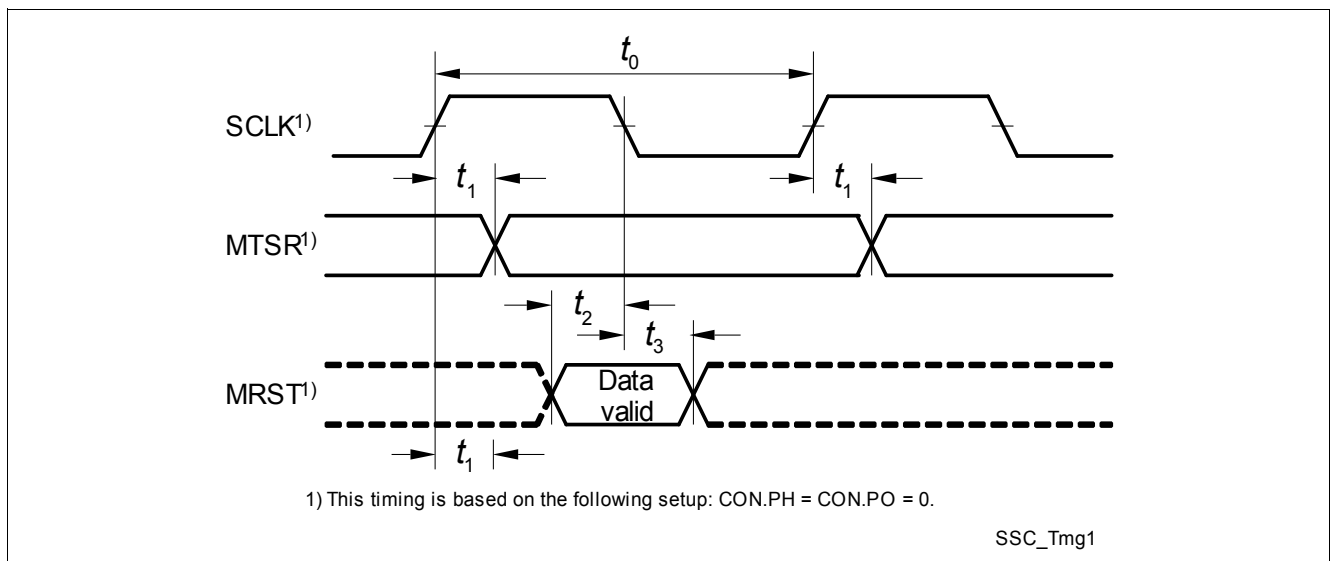 t₀
SCLK¹⁾
t₁ t₁
MTSR¹⁾
t₂
t₃
MRST¹⁾
Data
valid
t₁
1) This timing is based on the following setup: CON.PH = CON.PO = 0.
SSC_Tmg1